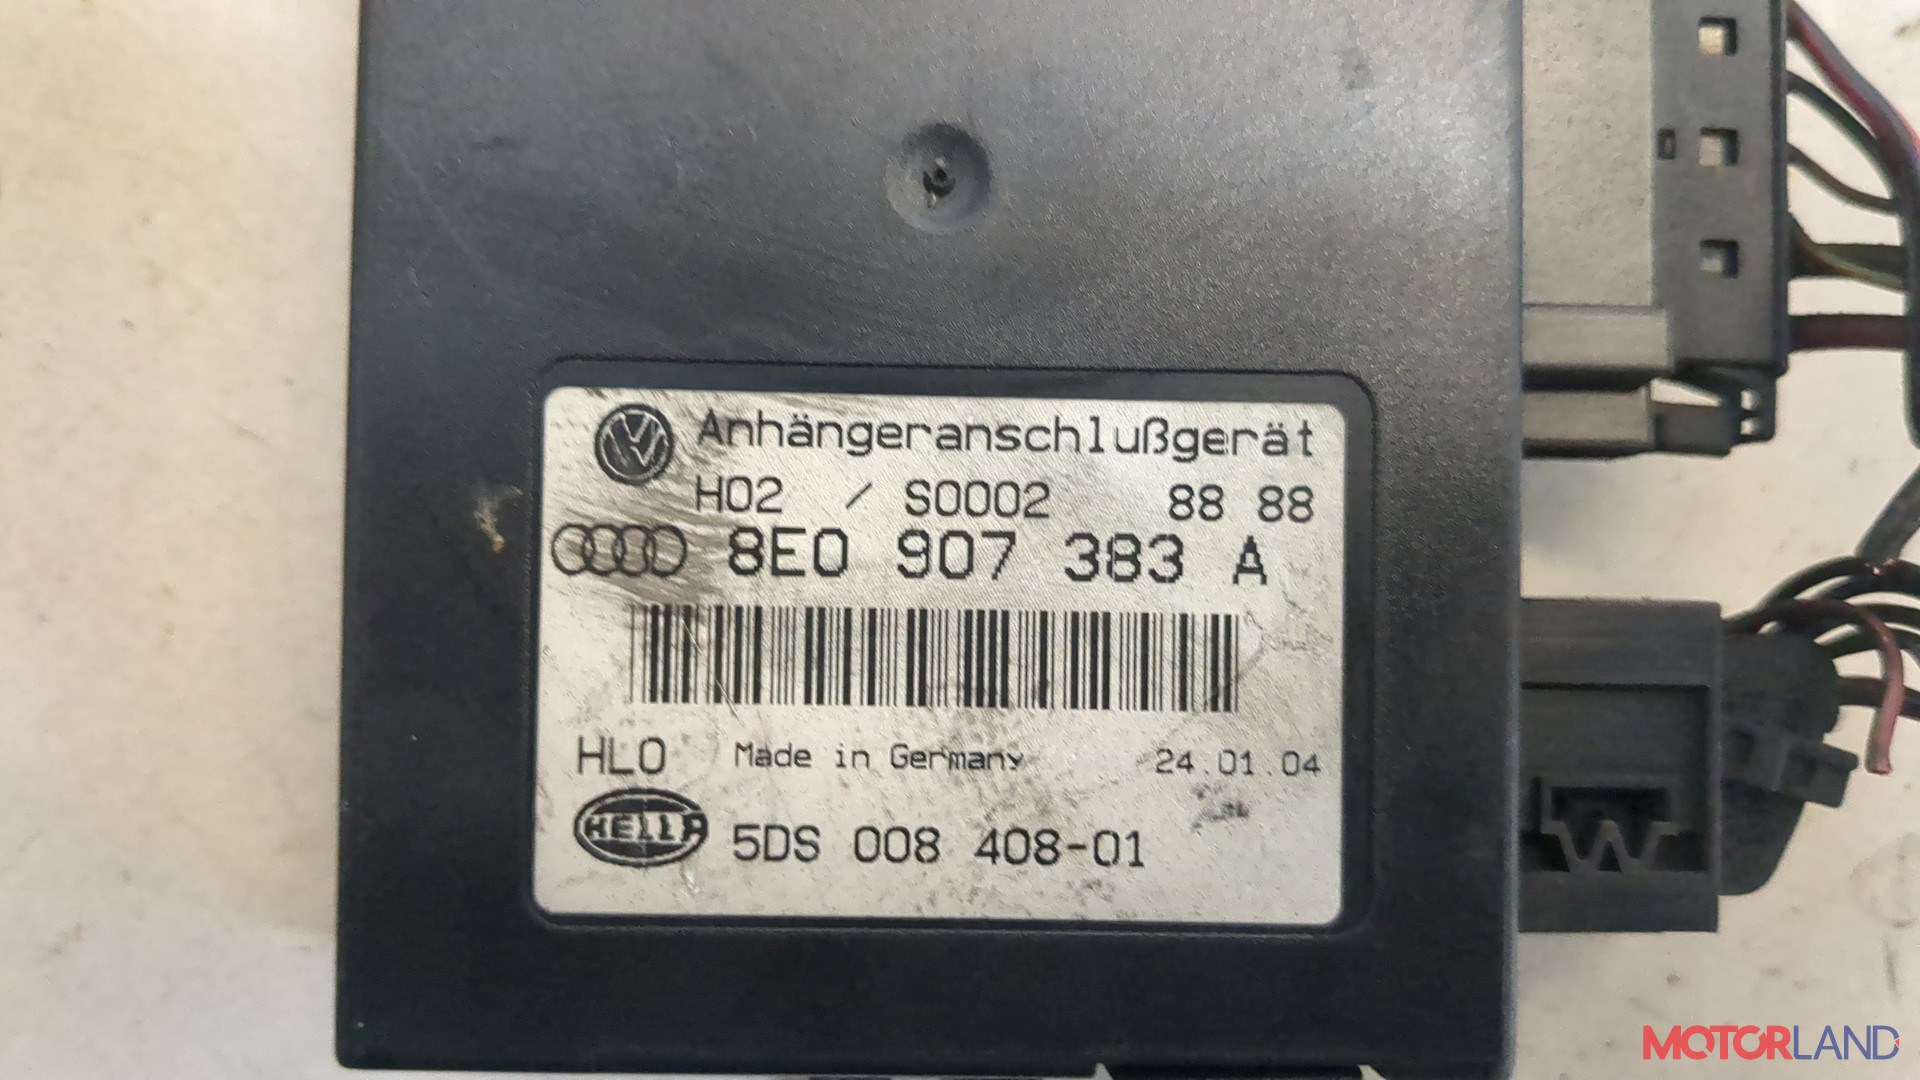 Anhängeranschlußgerät
H02 / S0002 88 88
8E0 907 383 A
HLO Made in Germany 24.01.04
HELLA 5DS 008 408-01
MOTORLAND